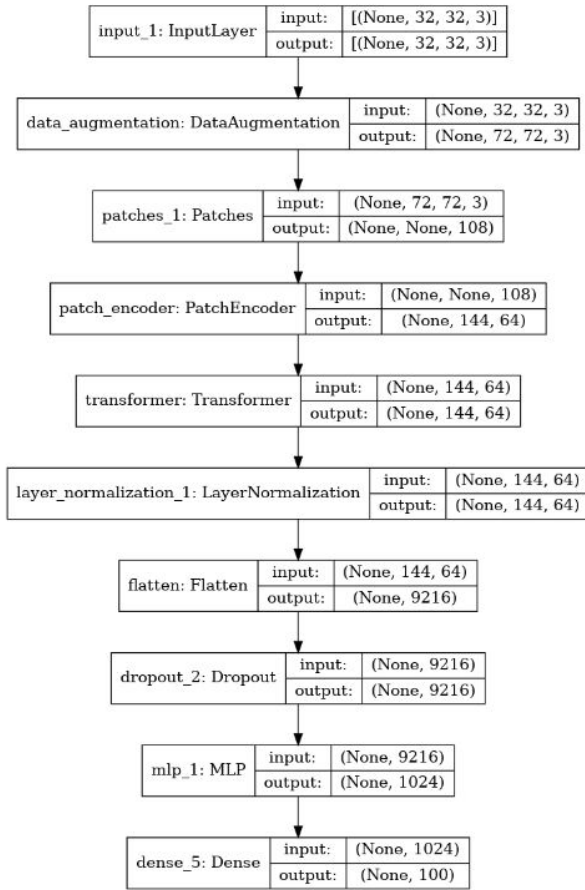 input_1: InputLayer
input: [(None, 32, 32, 3)]
output: [(None, 32, 32, 3)]
data_augmentation: DataAugmentation
input: (None, 32, 32, 3)
output: (None, 72, 72, 3)
patches_1: Patches
input: (None, 72, 72, 3)
output: (None, None, 108)
patch_encoder: PatchEncoder
input: (None, None, 108)
output: (None, 144, 64)
transformer: Transformer
input: (None, 144, 64)
output: (None, 144, 64)
layer_normalization_1: LayerNormalization
input: (None, 144, 64)
output: (None, 144, 64)
flatten: Flatten
input: (None, 144, 64)
output: (None, 9216)
dropout_2: Dropout
input: (None, 9216)
output: (None, 9216)
mlp_1: MLP
input: (None, 9216)
output: (None, 1024)
dense_5: Dense
input: (None, 1024)
output: (None, 100)